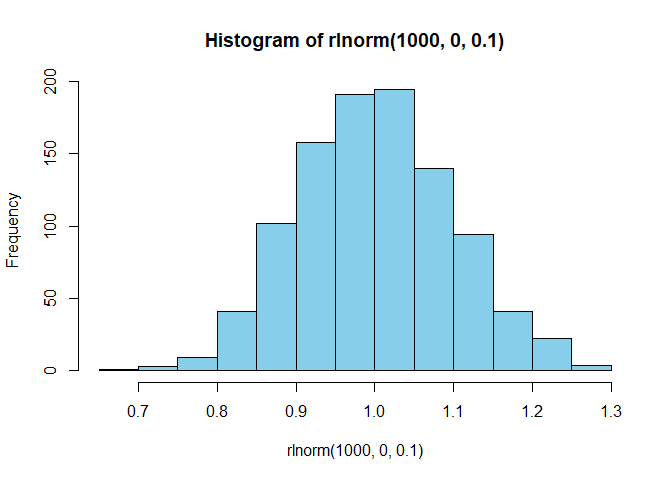 Histogram of rlnorm(1000, 0, 0.1)
Frequency
200
150
100
50
0
0.7 0.8 0.9 1.0 1.1 1.2 1.3
rlnorm(1000, 0, 0.1)